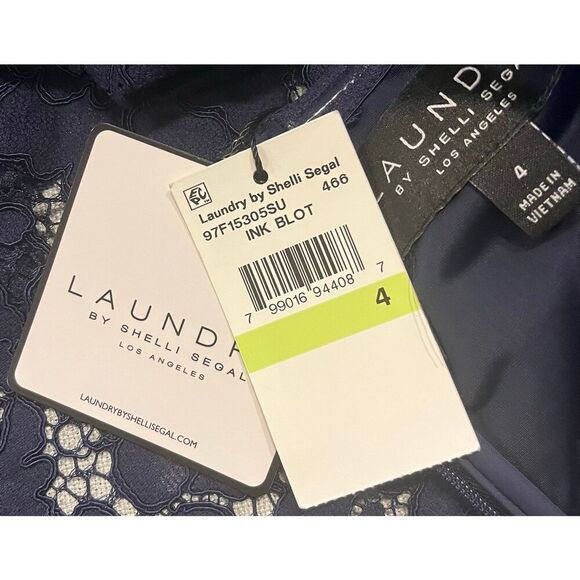 LAUNDR
BY SHELLI SEGAL
LOS ANGELES
LAUNDRYBYSHELLISEGAL.COM
Laundry by Shelli Segal
97F15305SU 466
INK BLOT
7 99016 94408 7
4
LAUND
BY SHELLI SEGA
LOS ANGELES
4
MADE IN
VIETNAM